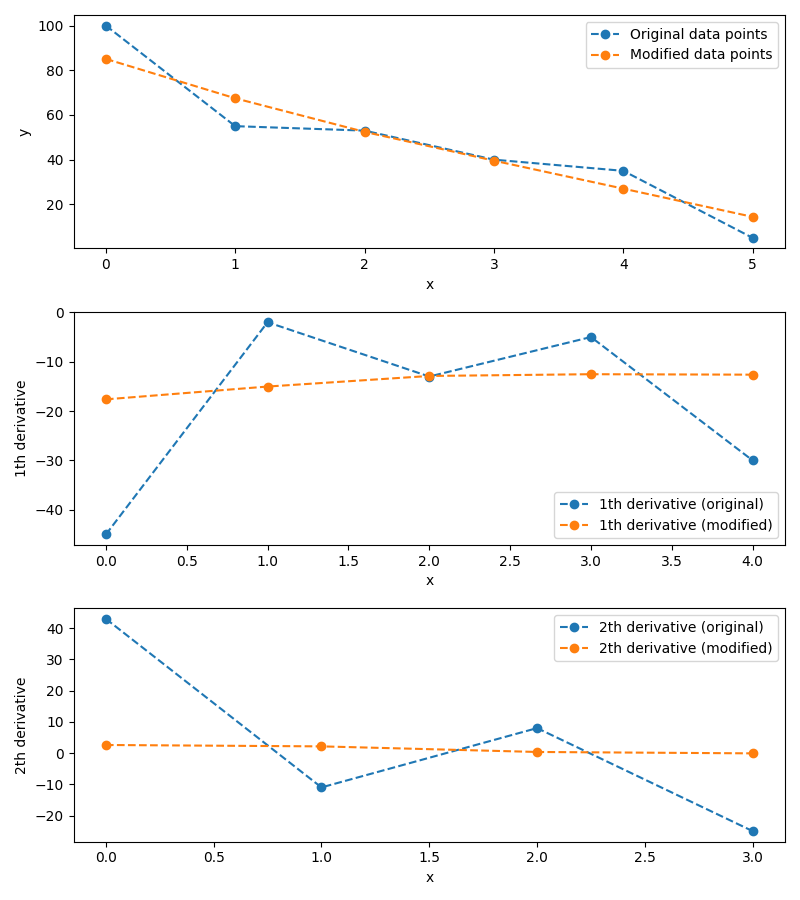 100
80
60
40
20
y
Original data points
Modified data points
0 1 2 3 4 5
x
0
−10
−20
−30
−40
1th derivative
1th derivative (original)
1th derivative (modified)
0.0 0.5 1.0 1.5 2.0 2.5 3.0 3.5 4.0
x
40
30
20
10
0
−10
−20
2th derivative
2th derivative (original)
2th derivative (modified)
0.0 0.5 1.0 1.5 2.0 2.5 3.0
x